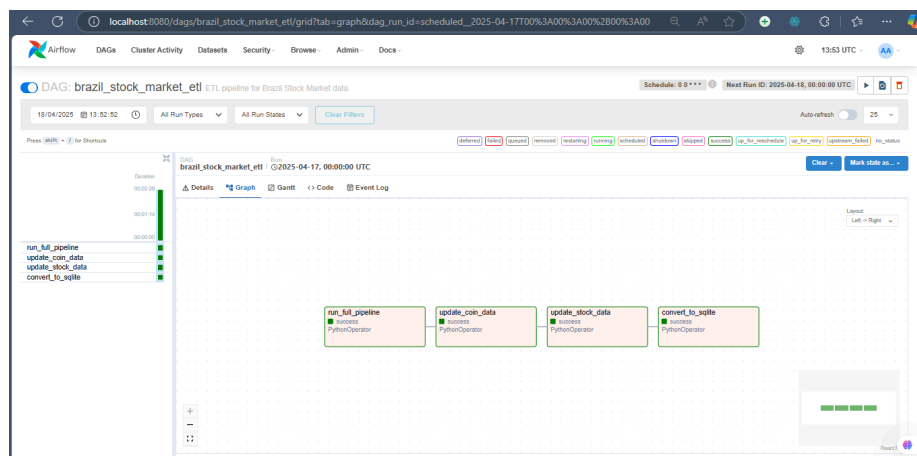 localhost:8080/dags/brazil_stock_market_etl/grid?tab=graph&dag_run_id=scheduled__2025-04-17T00%3A00%3A00%2B00%3A00
Airflow DAGs Cluster Activity Datasets Security Browse Admin Docs 13:53 UTC AA
DAG: brazil_stock_market_etl ETL pipeline for Brazil Stock Market data Schedule: 0 0 * * * Next Run ID: 2025-04-18, 00:00:00 UTC
18/04/2025 13:52:52 All Run Types All Run States Clear Filters Auto-refresh 25
Press shift + / for Shortcuts deferred failed queued removed restarting running scheduled shutdown skipped success up_for_reschedule up_for_retry upstream_failed no_status
DAG Run
brazil_stock_market_etl / 2025-04-17, 00:00:00 UTC Clear Mark state as...
Duration
00:02:28
00:01:14
00:00:00
Details Graph Gantt <> Code Event Log
Layout:
Left -> Right
run_full_pipeline
update_coin_data
update_stock_data
convert_to_sqlite
run_full_pipeline update_coin_data update_stock_data convert_to_sqlite
success success success success
PythonOperator PythonOperator PythonOperator PythonOperator